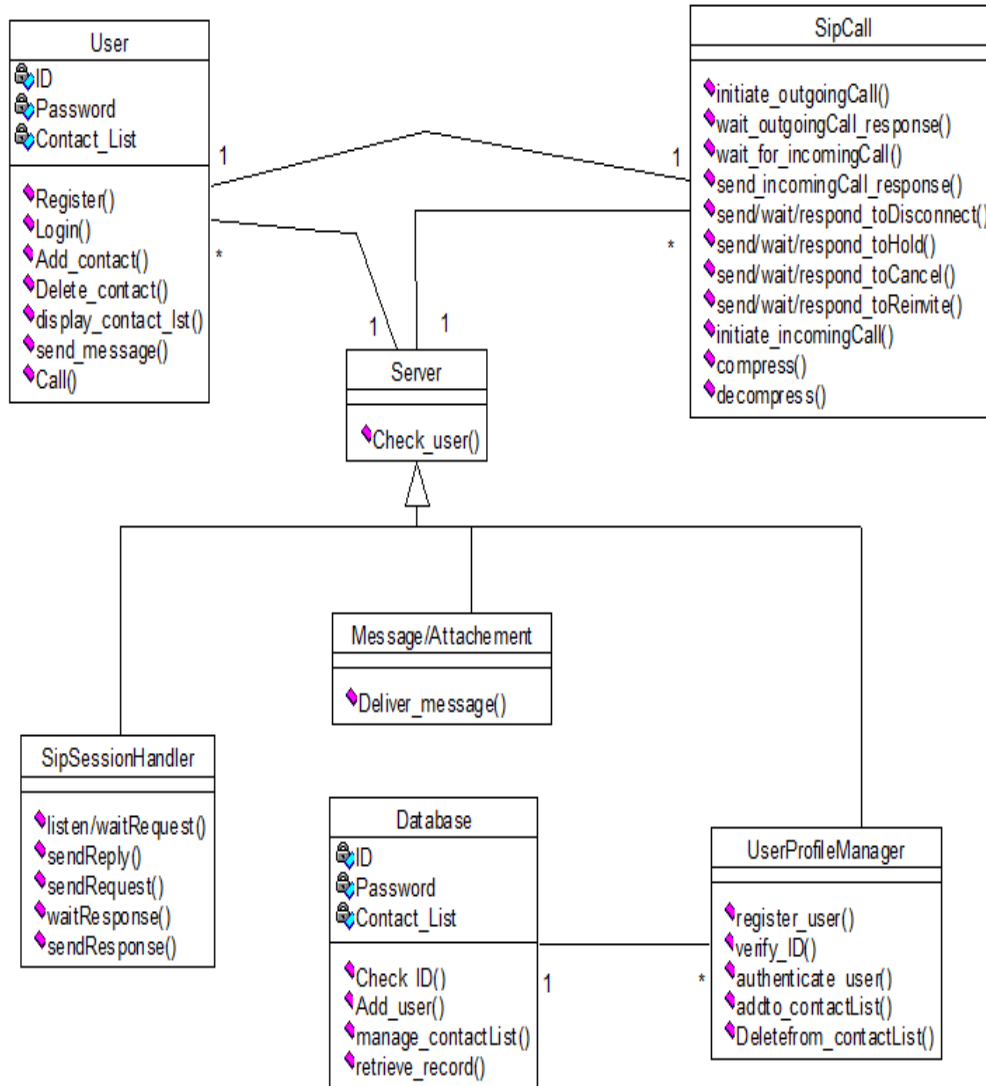 User
ID
Password
Contact_List
Register()
Login()
Add_contact()
Delete_contact()
display_contact_lst()
send_message()
Call()
1
*
SipCall
initiate_outgoingCall()
wait_outgoingCall_response()
wait_for_incomingCall()
send_incomingCall_response()
send/wait/respond_toDisconnect()
send/wait/respond_toHold()
send/wait/respond_toCancel()
send/wait/respond_toReinvite()
initiate_incomingCall()
compress()
decompress()
1
*
1
1
Server
Check_user()
Message/Attachement
Deliver_message()
SipSessionHandler
listen/waitRequest()
sendReply()
sendRequest()
waitResponse()
sendResponse()
Database
ID
Password
Contact_List
Check ID()
Add_user()
manage_contactList()
retrieve_record()
1
*
UserProfileManager
register_user()
verify_ID()
authenticate_user()
addto_contactList()
Deletefrom_contactList()